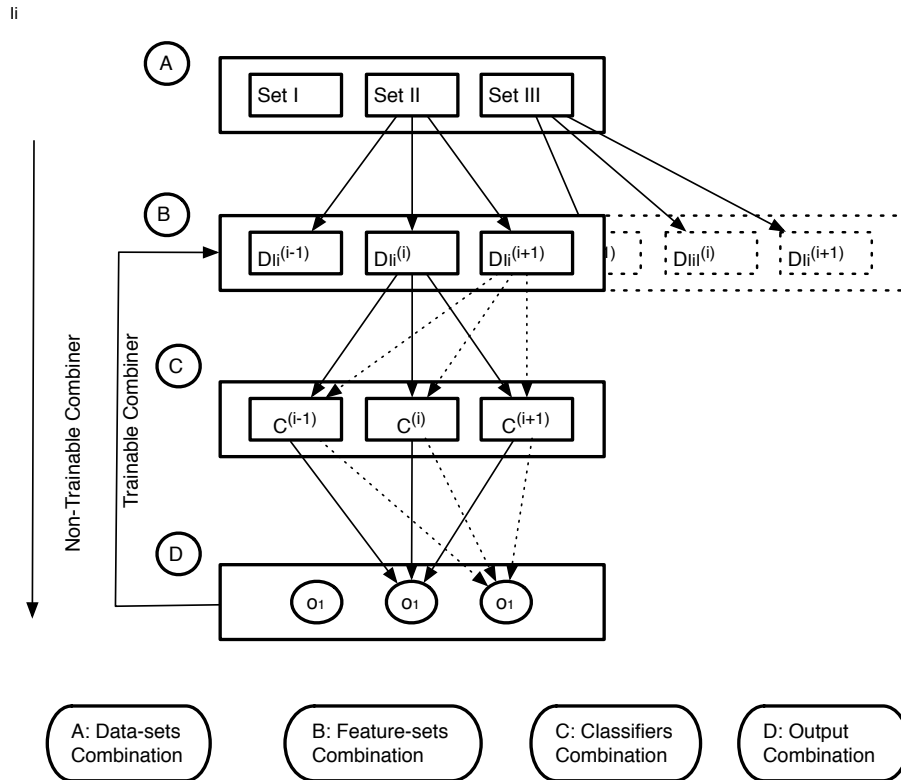 li
A
Set I
Set II
Set III
B
Dli(i-1)
Dli(i)
Dli(i+1)
Dlil(i)
Dli(i+1)
C
C(i-1)
C(i)
C(i+1)
Non-Trainable Combiner
Trainable Combiner
D
o1
o1
o1
A: Data-sets
Combination
B: Feature-sets
Combination
C: Classifiers
Combination
D: Output
Combination